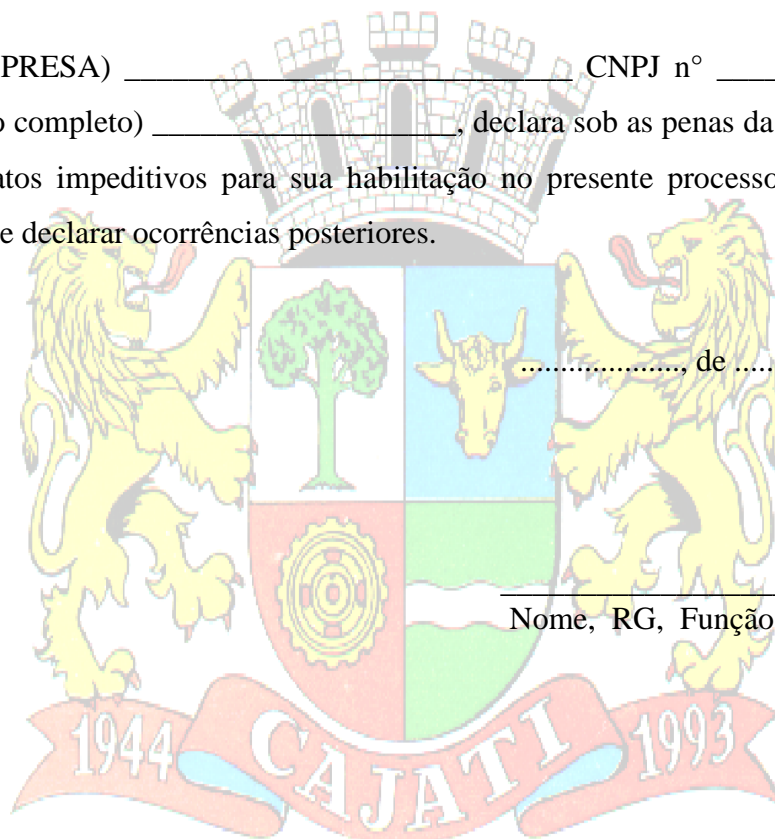 PRESA) ____________________________ CNPJ n° ____
o completo) ___________________, declara sob as penas da
atos impeditivos para sua habilitação no presente processo
e declarar ocorrências posteriores.
...................., de .....
__________________
Nome, RG, Função
1944 CAJATI 1993